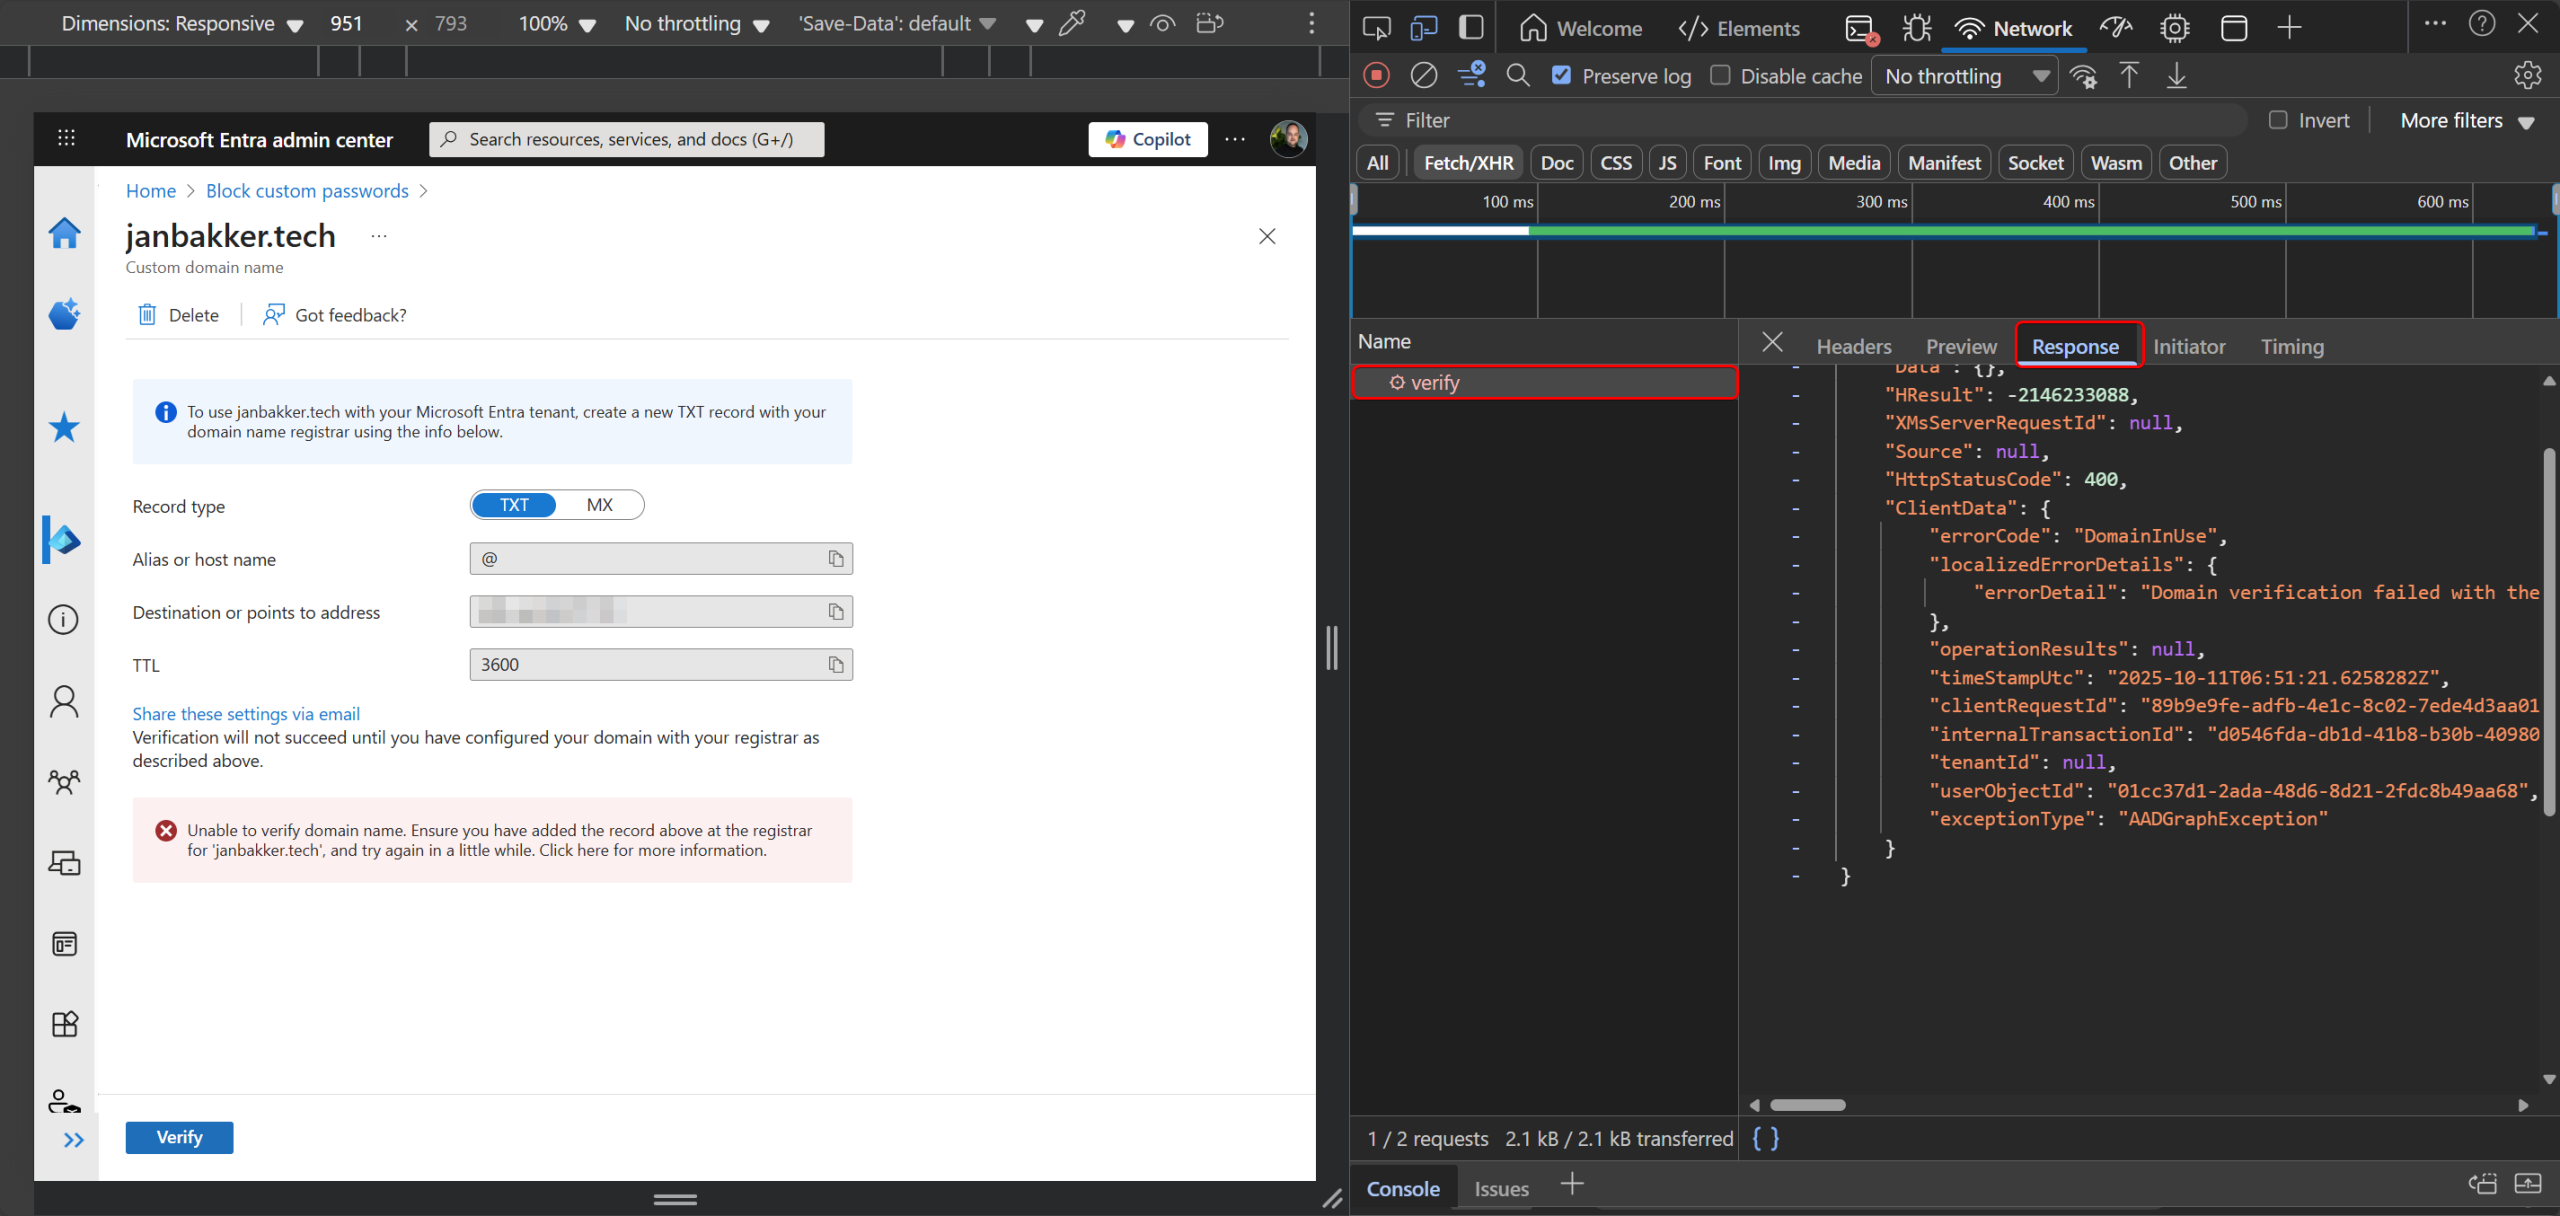 Dimensions: Responsive
951
×
793
100%
No throttling
'Save-Data': default
Microsoft Entra admin center
Search resources, services, and docs (G+/)
Copilot
Home > Block custom passwords >
janbakker.tech
Custom domain name
Delete
Got feedback?
To use janbakker.tech with your Microsoft Entra tenant, create a new TXT record with your
domain name registrar using the info below.
Record type
TXT
MX
Alias or host name
@
Destination or points to address
TTL
3600
Share these settings via email
Verification will not succeed until you have configured your domain with your registrar as
described above.
Unable to verify domain name. Ensure you have added the record above at the registrar
for 'janbakker.tech', and try again in a little while. Click here for more information.
Verify
Welcome
</> Elements
Network
Preserve log
Disable cache
No throttling
Filter
Invert
More filters
All
Fetch/XHR
Doc
CSS
JS
Font
Img
Media
Manifest
Socket
Wasm
Other
100 ms
200 ms
300 ms
400 ms
500 ms
600 ms
Name
verify
Headers
Preview
Response
Initiator
Timing
"Data": {},
"HResult": -2146233088,
"XMsServerRequestId": null,
"Source": null,
"HttpStatusCode": 400,
"ClientData": {
"errorCode": "DomainInUse",
"localizedErrorDetails": {
"errorDetail": "Domain verification failed with the
},
"operationResults": null,
"timeStampUtc": "2025-10-11T06:51:21.6258282Z",
"clientRequestId": "89b9e9fe-adfb-4e1c-8c02-7ede4d3aa01
"internalTransactionId": "d0546fda-db1d-41b8-b30b-40980
"tenantId": null,
"userObjectId": "01cc37d1-2ada-48d6-8d21-2fdc8b49aa68",
"exceptionType": "AADGraphException"
}
}
1 / 2 requests
2.1 kB / 2.1 kB transferred
{ }
Console
Issues